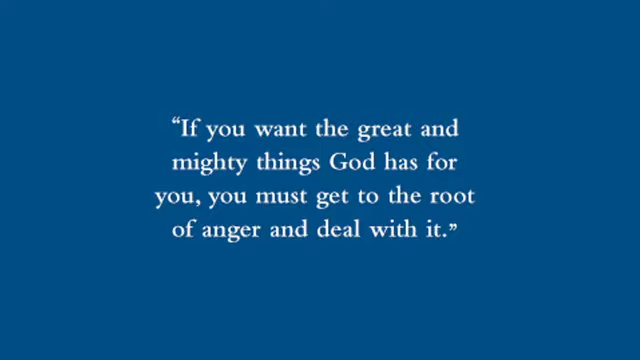 “If you want the great and
mighty things God has for
you, you must get to the root
of anger and deal with it.”